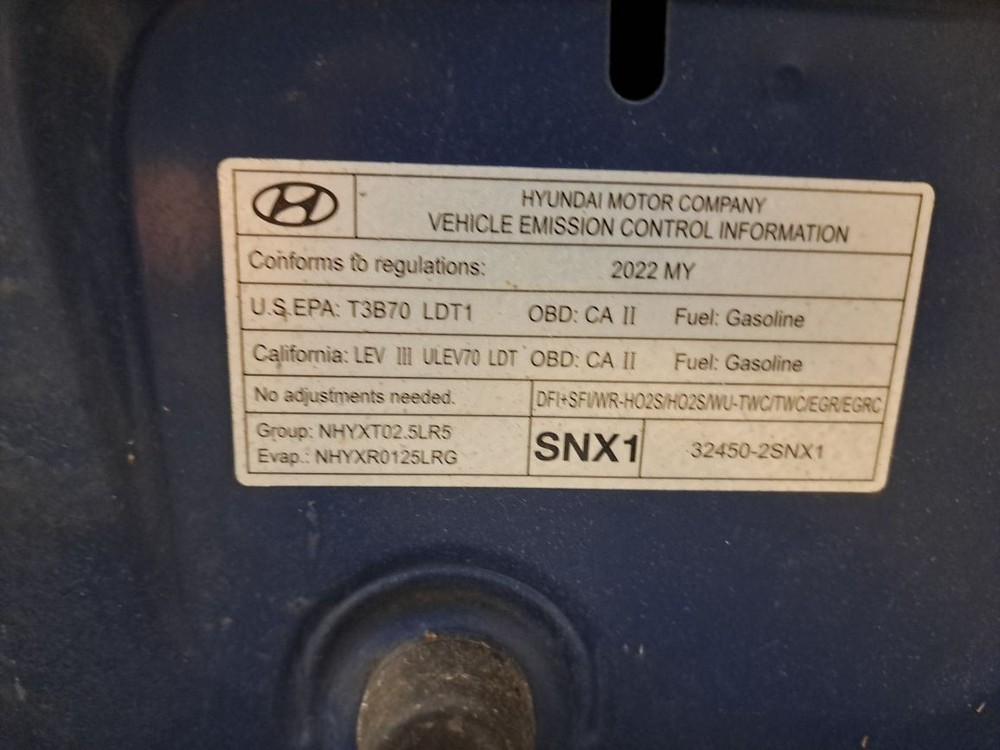 HYUNDAI MOTOR COMPANY
VEHICLE EMISSION CONTROL INFORMATION
Conforms to regulations: 2022 MY
U.S.EPA: T3B70 LDT1 OBD: CA II Fuel: Gasoline
California: LEV III ULEV70 LDT OBD: CA II Fuel: Gasoline
No adjustments needed. DFI+SFI/WR-HO2S/HO2S/WU-TWC/TWC/EGR/EGRC
Group: NHYXT02.5LR5
Evap.: NHYXR0125LRG
SNX1 32450-2SNX1